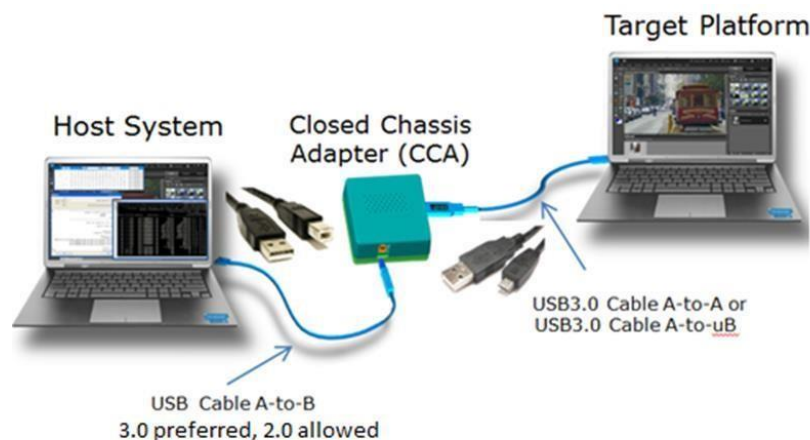 Target Platform
Host System
Closed Chassis
Adapter (CCA)
USB3.0 Cable A-to-A or
USB3.0 Cable A-to-uB
USB Cable A-to-B
3.0 preferred, 2.0 allowed